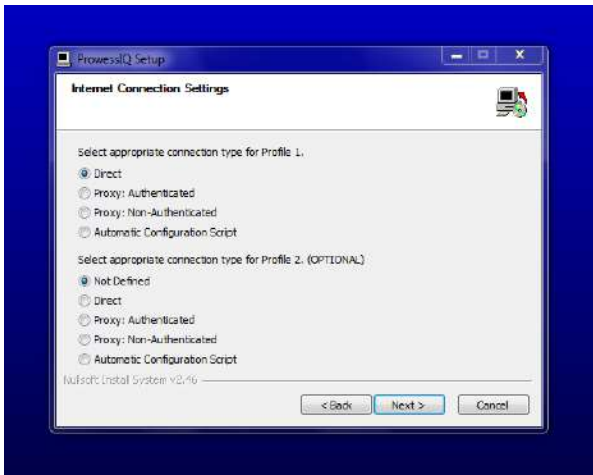 ProwessIQ Setup
Internet Connection Settings
Select appropriate connection type for Profile 1.
Direct
Proxy: Authenticated
Proxy: Non-Authenticated
Automatic Configuration Script
Select appropriate connection type for Profile 2. (OPTIONAL)
Not Defined
Direct
Proxy: Authenticated
Proxy: Non-Authenticated
Automatic Configuration Script
Nullsoft Install System v2.46
< Back Next > Cancel